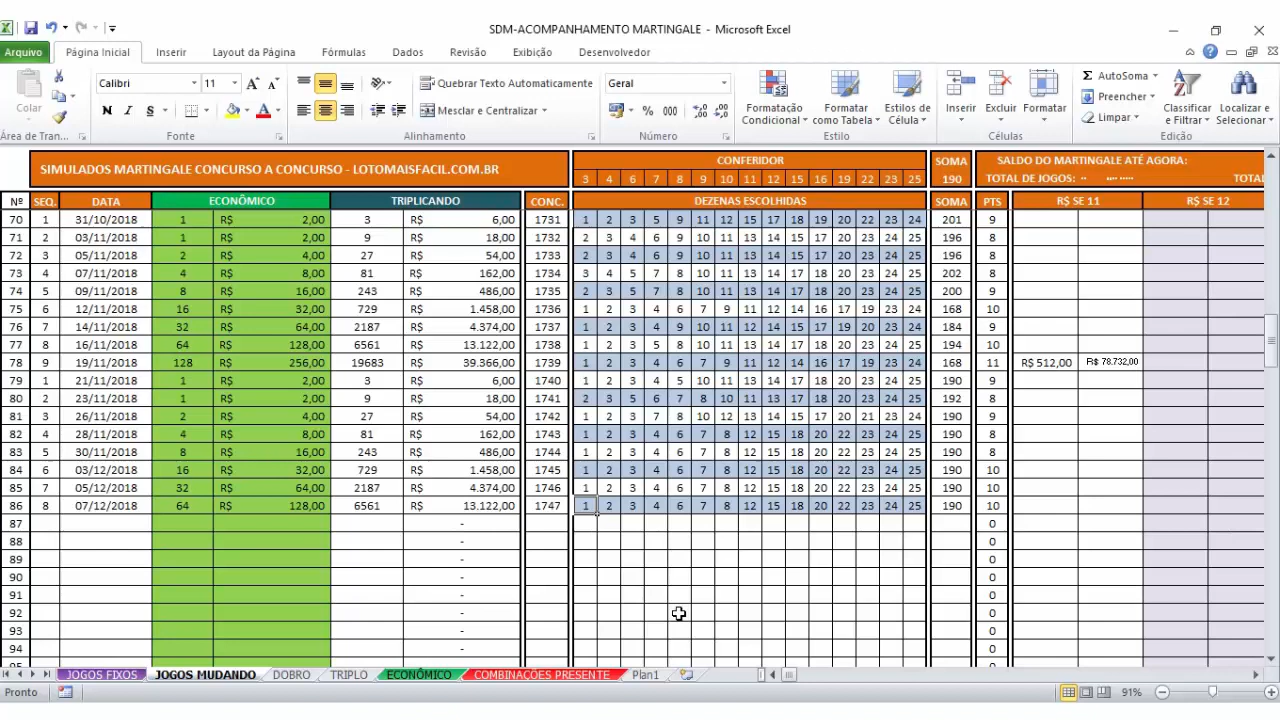 SDM-ACOMPANHAMENTO MARTINGALE - Microsoft Excel
Arquivo Página Inicial Inserir Layout da Página Fórmulas Dados Revisão Exibição Desenvolvedor
Colar Calibri 11 Quebrar Texto Automaticamente Geral Formatação Condicional Formatar como Tabela Estilos de Célula Inserir Excluir Formatar AutoSoma Classificar e Filtrar Localizar e Selecionar
N I S Mesclar e Centralizar % 000 Preencher
Limpar
Área de Tran... Fonte Alinhamento Número Estilo Células Edição
SIMULADOS MARTINGALE CONCURSO A CONCURSO - LOTOMAISFACIL.COM.BR CONFERIDOR SOMA SALDO DO MARTINGALE ATÉ AGORA:
3 4 6 7 8 9 10 11 12 15 16 19 22 23 25 190 TOTAL DE JOGOS: TOTAL
Nº SEQ. DATA ECONÔMICO TRIPLICANDO CONC. DEZENAS ESCOLHIDAS SOMA PTS R$ SE 11 R$ SE 12
70 1 31/10/2018 1 R$ 2,00 3 R$ 6,00 1731 1 2 3 5 9 11 12 15 17 18 19 20 22 23 24 201 9
71 2 03/11/2018 1 R$ 2,00 9 R$ 18,00 1732 2 3 4 6 9 10 11 13 14 15 17 20 23 24 25 196 8
72 3 05/11/2018 2 R$ 4,00 27 R$ 54,00 1733 2 3 4 6 9 10 11 13 14 15 17 20 23 24 25 196 8
73 4 07/11/2018 4 R$ 8,00 81 R$ 162,00 1734 3 4 5 7 8 10 11 13 14 17 18 20 23 24 25 202 8
74 5 09/11/2018 8 R$ 16,00 243 R$ 486,00 1735 2 3 5 7 8 10 11 13 14 17 18 20 23 24 25 200 9
75 6 12/11/2018 16 R$ 32,00 729 R$ 1.458,00 1736 1 2 3 4 6 7 9 11 12 14 16 17 19 23 24 168 10
76 7 14/11/2018 32 R$ 64,00 2187 R$ 4.374,00 1737 1 2 3 4 9 10 11 12 14 15 17 19 20 23 24 184 9
77 8 16/11/2018 64 R$ 128,00 6561 R$ 13.122,00 1738 1 2 3 5 8 10 11 13 14 17 18 20 23 24 25 194 10
78 9 19/11/2018 128 R$ 256,00 19683 R$ 39.366,00 1739 1 2 3 4 6 7 9 11 12 14 16 17 19 23 24 168 11 R$ 512,00 R$ 78.732,00
79 1 21/11/2018 1 R$ 2,00 3 R$ 6,00 1740 1 2 3 4 5 10 11 13 14 17 18 20 23 24 25 190 9
80 2 23/11/2018 1 R$ 2,00 9 R$ 18,00 1741 2 3 5 6 7 8 10 11 13 17 18 20 23 24 25 192 8
81 3 26/11/2018 2 R$ 4,00 27 R$ 54,00 1742 1 2 3 7 8 10 12 13 14 15 17 20 21 23 24 190 9
82 4 28/11/2018 4 R$ 8,00 81 R$ 162,00 1743 1 2 3 4 6 7 8 12 15 18 20 22 23 24 25 190 8
83 5 30/11/2018 8 R$ 16,00 243 R$ 486,00 1744 1 2 3 4 6 7 8 12 15 18 20 22 23 24 25 190 9
84 6 03/12/2018 16 R$ 32,00 729 R$ 1.458,00 1745 1 2 3 4 6 7 8 12 15 18 20 22 23 24 25 190 10
85 7 05/12/2018 32 R$ 64,00 2187 R$ 4.374,00 1746 1 2 3 4 6 7 8 12 15 18 20 22 23 24 25 190 10
86 8 07/12/2018 64 R$ 128,00 6561 R$ 13.122,00 1747 1 2 3 4 6 7 8 12 15 18 20 22 23 24 25 190 10
87 - 0
88 - 0
89 - 0
90 - 0
91 - 0
92 - 0
93 - 0
94 - 0
JOGOS FIXOS JOGOS MUDANDO DOBRO TRIPLO ECONÔMICO COMBINAÇÕES PRESENTE Plan1
Pronto 91%